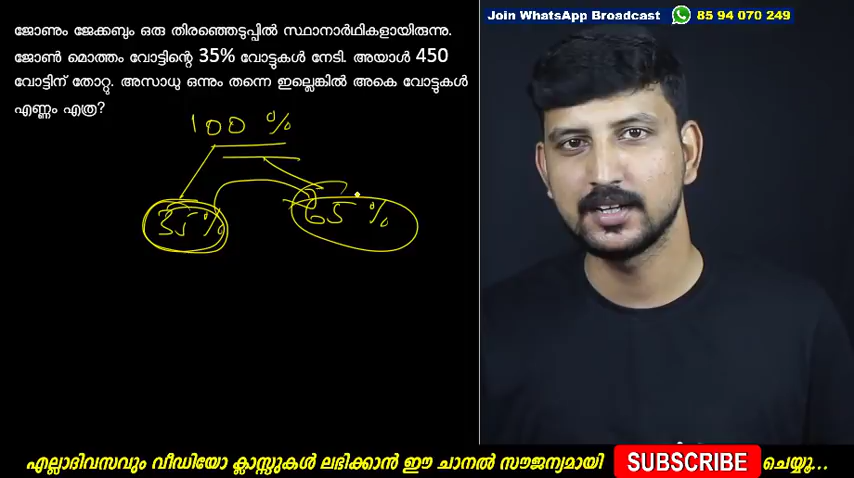 Join WhatsApp Broadcast 85 94 070 249
ജോണും ജേക്കബും ഒരു തിരഞ്ഞെടുപ്പിൽ സ്ഥാനാർഥികളായിരുന്നു.
ജോൺ മൊത്തം വോട്ടിന്റെ 35% വോട്ടുകൾ നേടി. അയാൾ 450
വോട്ടിന് തോറ്റു. അസാധു ഒന്നും തന്നെ ഇല്ലെങ്കിൽ അകെ വോട്ടുകൾ
എണ്ണം എത്ര?
100 %
35% 65 %
എല്ലാദിവസവും വീഡിയോ ക്ലാസ്സുകൾ ലഭിക്കാൻ ഈ ചാനൽ സൗജന്യമായി SUBSCRIBE ചെയ്യൂ...